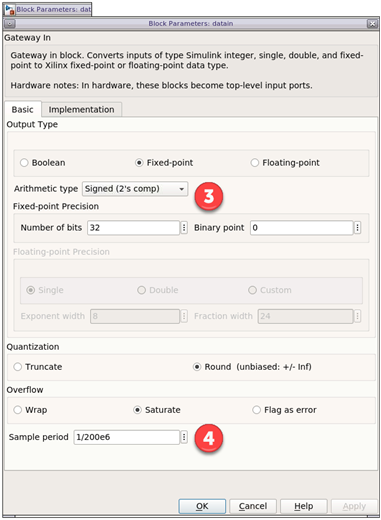 Block Parameters: dat
Block Parameters: datain
Gateway In
Gateway in block. Converts inputs of type Simulink integer, single, double, and fixed-
point to Xilinx fixed-point or floating-point data type.
Hardware notes: In hardware, these blocks become top-level input ports.
Basic Implementation
Output Type
Boolean Fixed-point Floating-point
Arithmetic type Signed (2's comp) 3
Fixed-point Precision
Number of bits 32 Binary point 0
Floating-point Precision
Single Double Custom
Exponent width 8 Fraction width 24
Quantization
Truncate Round (unbiased: +/- Inf)
Overflow
Wrap Saturate Flag as error
Sample period 1/200e6 4
OK Cancel Help Apply